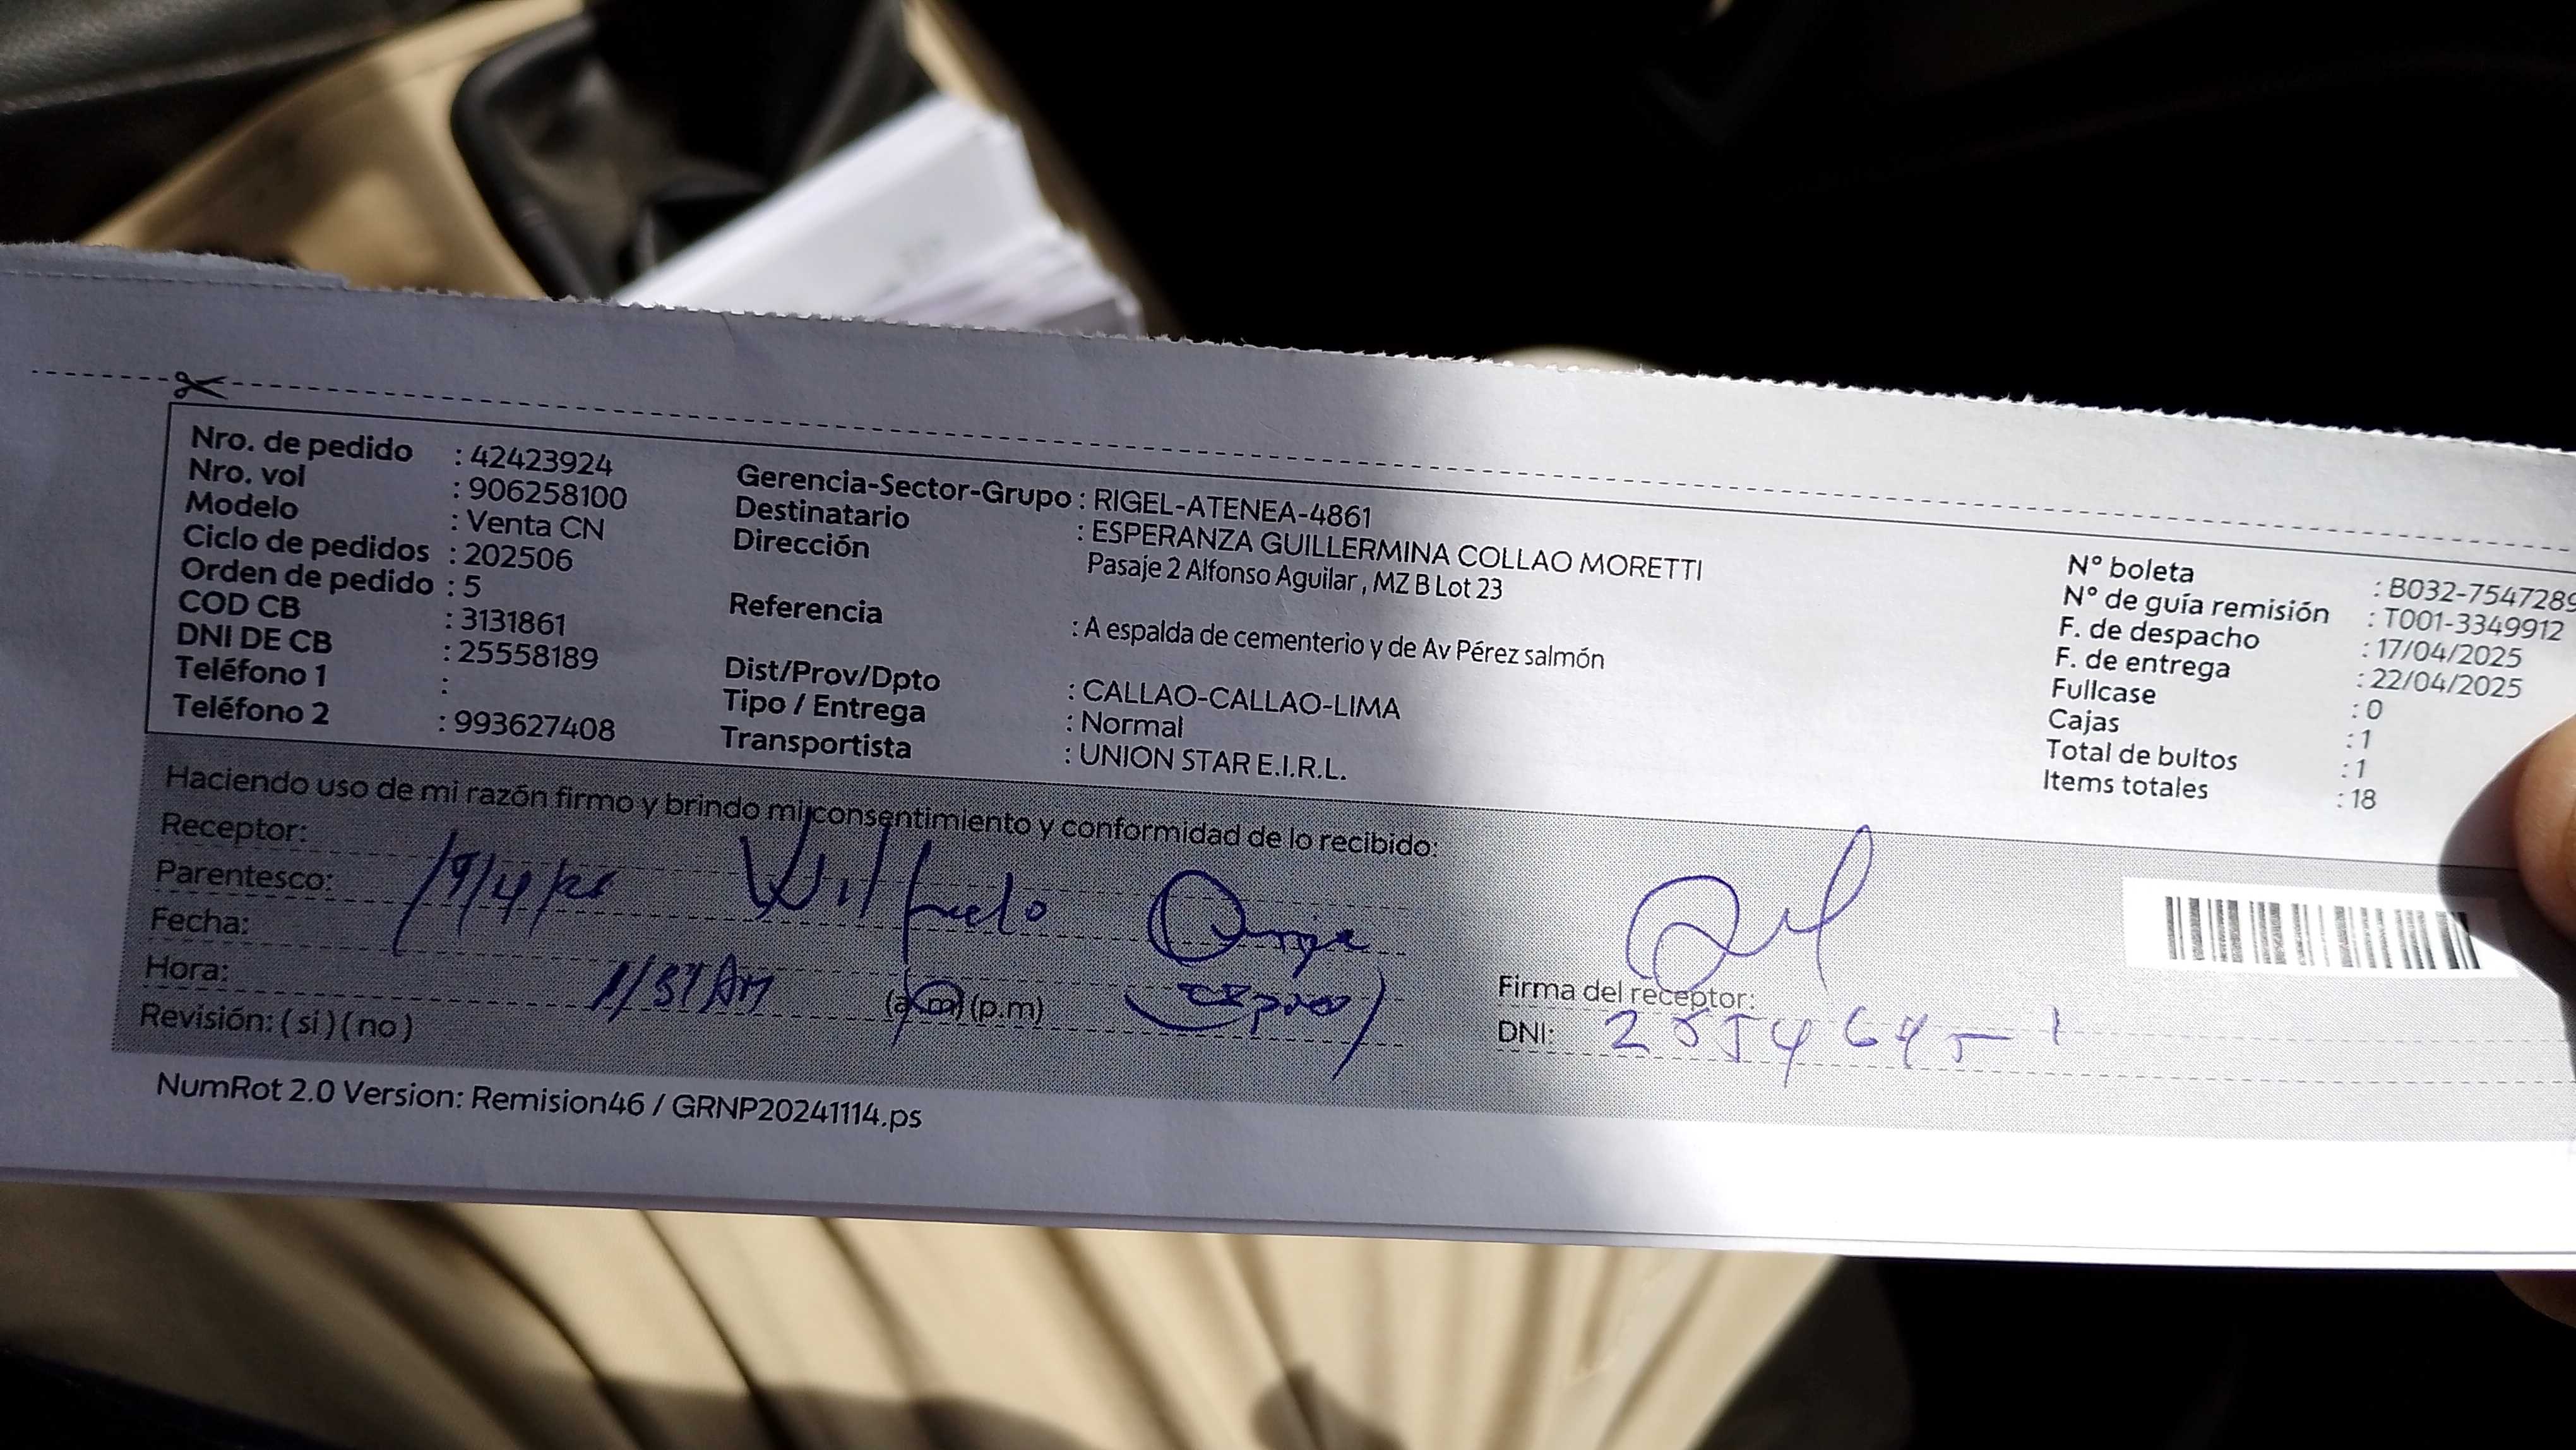 Nro. de pedido : 42423924
Nro. vol : 906258100
Modelo : Venta CN
Ciclo de pedidos : 202506
Orden de pedido : 5
COD CB : 3131861
DNI DE CB : 25558189
Teléfono 1 :
Teléfono 2 : 993627408
Gerencia-Sector-Grupo : RIGEL-ATENEA-4861
Destinatario : ESPERANZA GUILLERMINA COLLAO MORETTI
Dirección Pasaje 2 Alfonso Aguilar , MZ B Lot 23
Referencia : A espalda de cementerio y de Av Pérez salmón
Dist/Prov/Dpto : CALLAO-CALLAO-LIMA
Tipo / Entrega : Normal
Transportista : UNION STAR E.I.R.L.
N° boleta : B032-7547289
N° de guía remisión : T001-3349912
F. de despacho : 17/04/2025
F. de entrega : 22/04/2025
Fullcase : 0
Cajas : 1
Total de bultos : 1
Items totales : 18
Haciendo uso de mi razón firmo y brindo mi consentimiento y conformidad de lo recibido:
Receptor:
Parentesco: Wilfredo
Fecha:
Hora: (a.m) (p.m)
Revisión: ( si ) ( no )
Firma del receptor:
DNI:
NumRot 2.0 Version: Remision46 / GRNP20241114.ps